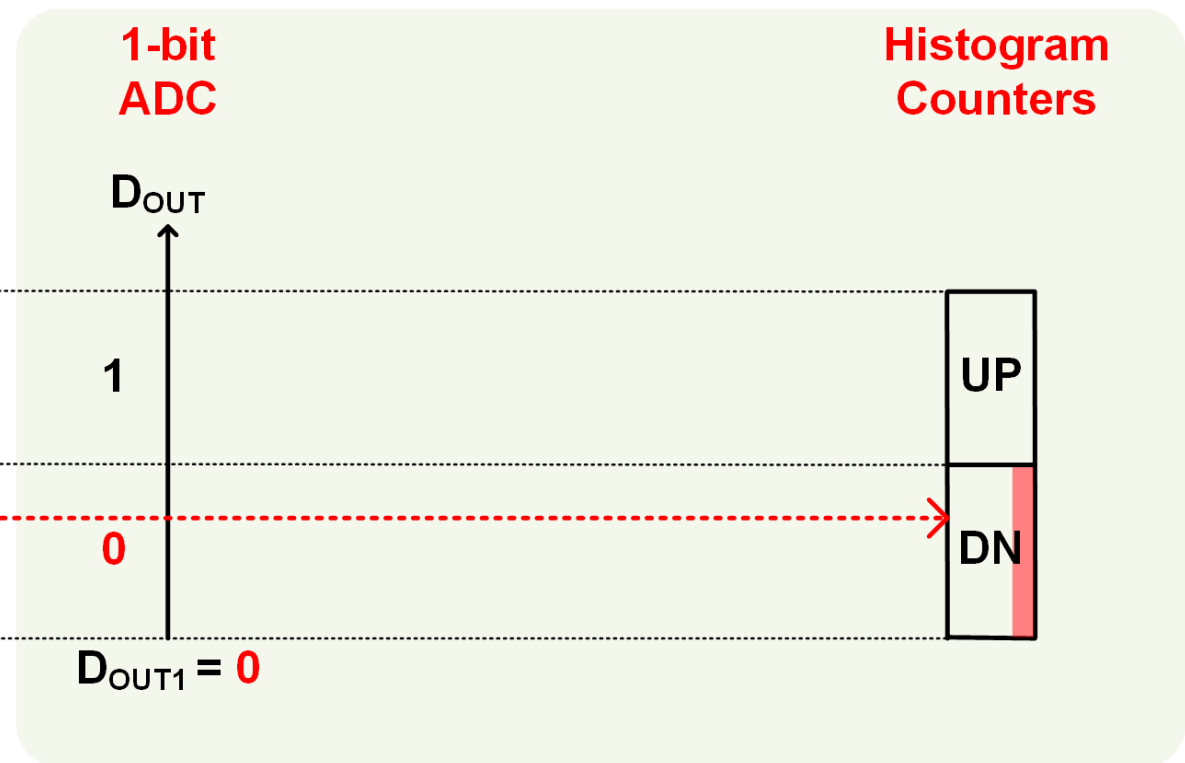 1-bit
ADC
Histogram
Counters
DOUT
1
UP
0
DN
DOUT1 = 0